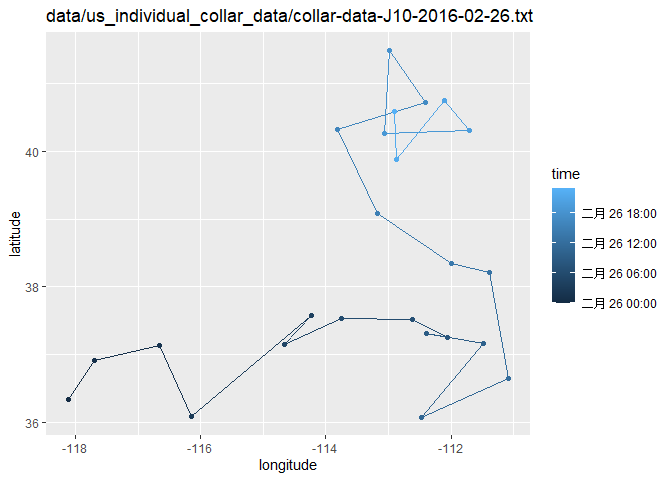 data/us_individual_collar_data/collar-data-J10-2016-02-26.txt
latitude
40
38
36
-118
-116
-114
-112
longitude
time
二月 26 18:00
二月 26 12:00
二月 26 06:00
二月 26 00:00